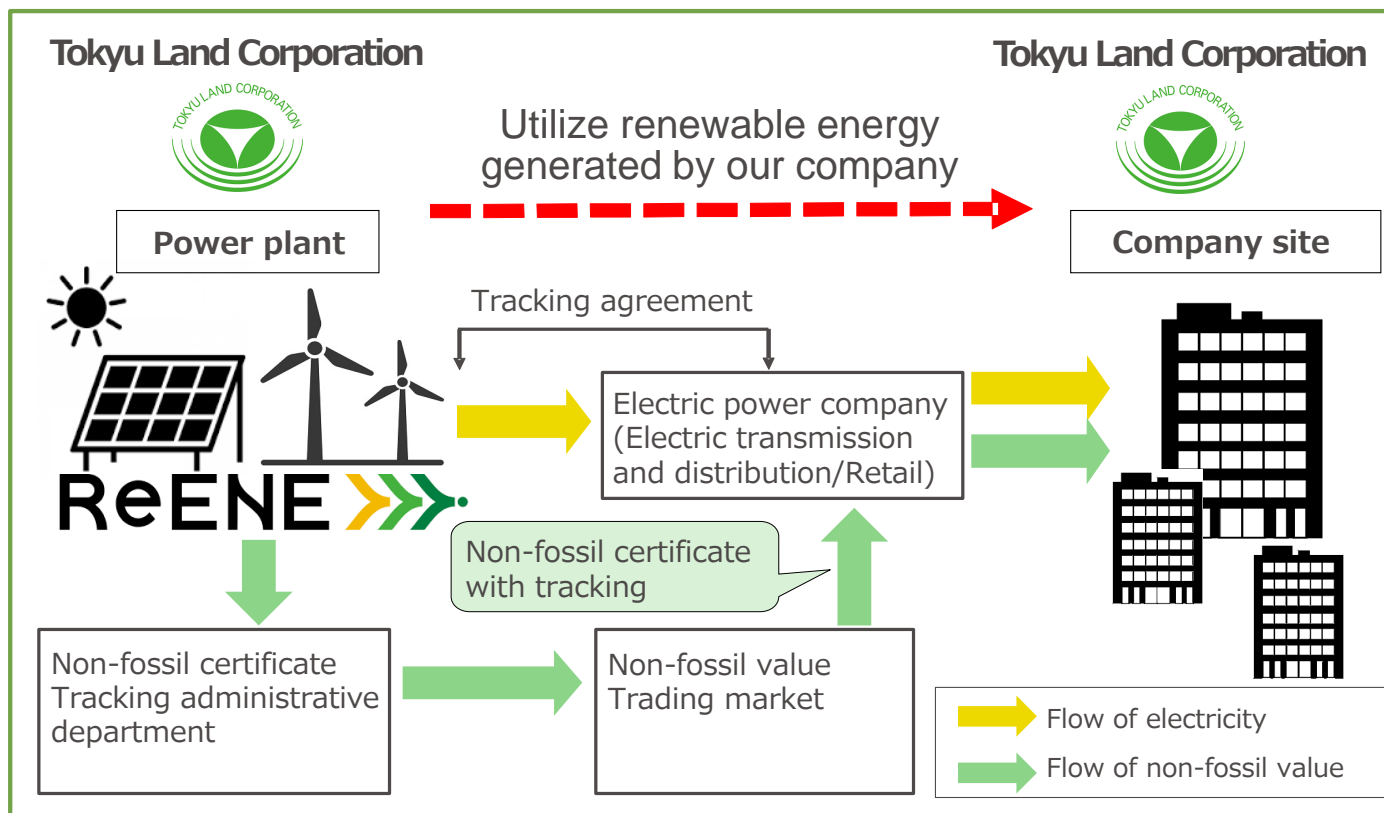 Tokyu Land Corporation
TOKYU LAND CORPORATION
Power plant
Utilize renewable energy
generated by our company
Tokyu Land Corporation
TOKYU LAND CORPORATION
Company site
Tracking agreement
ReENE
Electric power company
(Electric transmission
and distribution/Retail)
Non-fossil certificate
with tracking
Non-fossil certificate
Tracking administrative
department
Non-fossil value
Trading market
Flow of electricity
Flow of non-fossil value